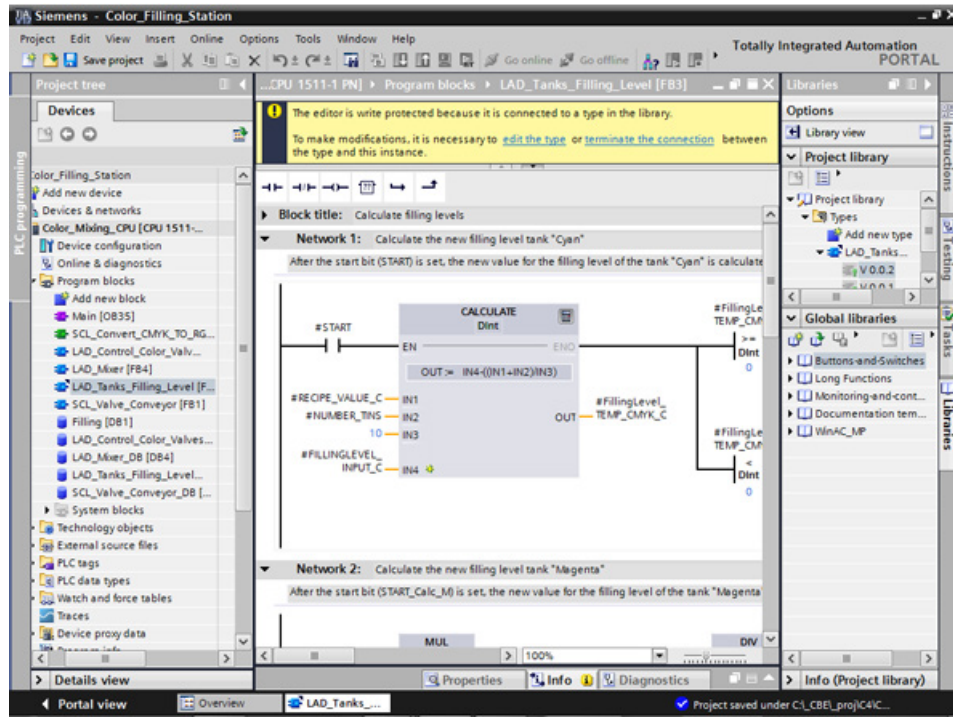 Siemens - Color_Filling_Station
Project Edit View Insert Online Options Tools Window Help
Totally Integrated Automation
PORTAL
Save project
Go online
Go offline
Project tree
...CPU 1511-1 PN] › Program blocks › LAD_Tanks_Filling_Level [FB3]
Libraries
Devices
PLC programming
Color_Filling_Station
Add new device
Devices & networks
Color_Mixing_CPU [CPU 1511-...
Device configuration
Online & diagnostics
Program blocks
Add new block
Main [OB35]
SCL_Convert_CMYK_TO_RG...
LAD_Control_Color_Valv...
LAD_Mixer [FB4]
LAD_Tanks_Filling_Level [F...
SCL_Valve_Conveyor [FB1]
Filling [DB1]
LAD_Control_Color_Valves...
LAD_Mixer_DB [DB4]
LAD_Tanks_Filling_Level...
SCL_Valve_Conveyor_DB [...
System blocks
Technology objects
External source files
PLC tags
PLC data types
Watch and force tables
Traces
Device proxy data
Details view
The editor is write protected because it is connected to a type in the library.
To make modifications, it is necessary to edit the type or terminate the connection between
the type and this instance.
Block title: Calculate filling levels
Network 1: Calculate the new filling level tank "Cyan"
After the start bit (START) is set, the new value for the filling level of the tank "Cyan" is calculate
#START
CALCULATE
DInt
EN
ENO
OUT := IN4-((IN1+IN2)/IN3)
#RECIPE_VALUE_C
IN1
#NUMBER_TINS
IN2
10
IN3
#FILLINGLEVEL_
INPUT_C
IN4
OUT
#FillingLevel_
TEMP_CMYK_C
#FillingLe
TEMP_CM
>=
DInt
0
#FillingLe
TEMP_CM
<
DInt
0
Network 2: Calculate the new filling level tank "Magenta"
After the start bit (START_Calc_M) is set, the new value for the filling level of the tank "Magenta
MUL
DIV
100%
Properties
Info
Diagnostics
Options
Library view
Project library
Project library
Types
Add new type
LAD_Tanks...
V 0.0.2
V 0.0.1
Global libraries
Buttons-and-Switches
Long Functions
Monitoring-and-cont...
Documentation tem...
WinAC_MP
Info (Project library)
Instructions
Testing
Tasks
Libraries
Portal view
Overview
LAD_Tanks_...
Project saved under C:\_CBE\_proj\C4\C...